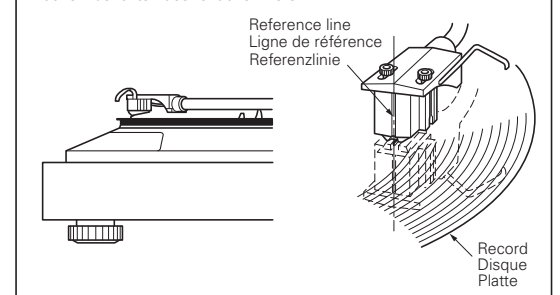 Reference line
Ligne de référence
Referenzlinie
Record
Disque
Platte